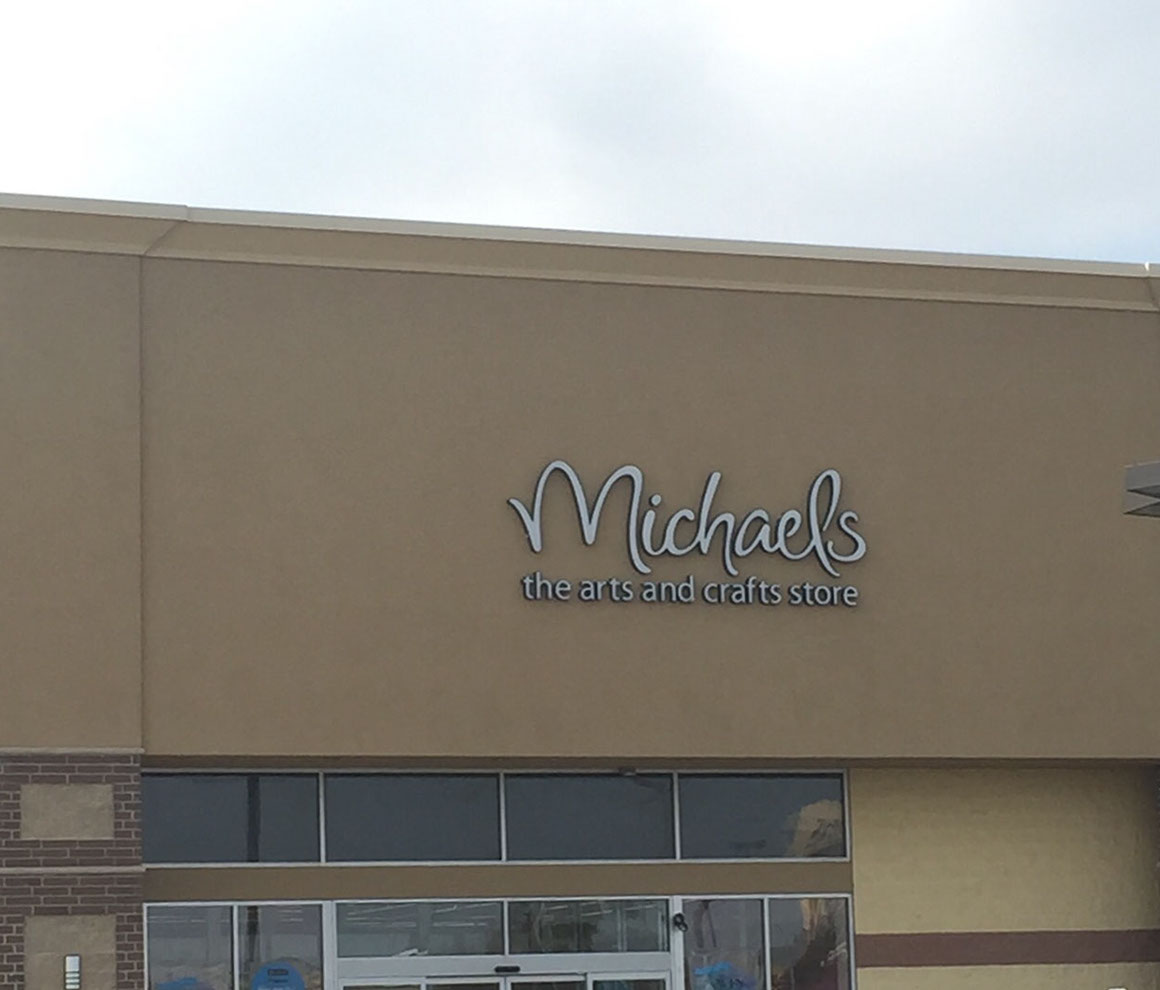 Michaels
the arts and crafts store